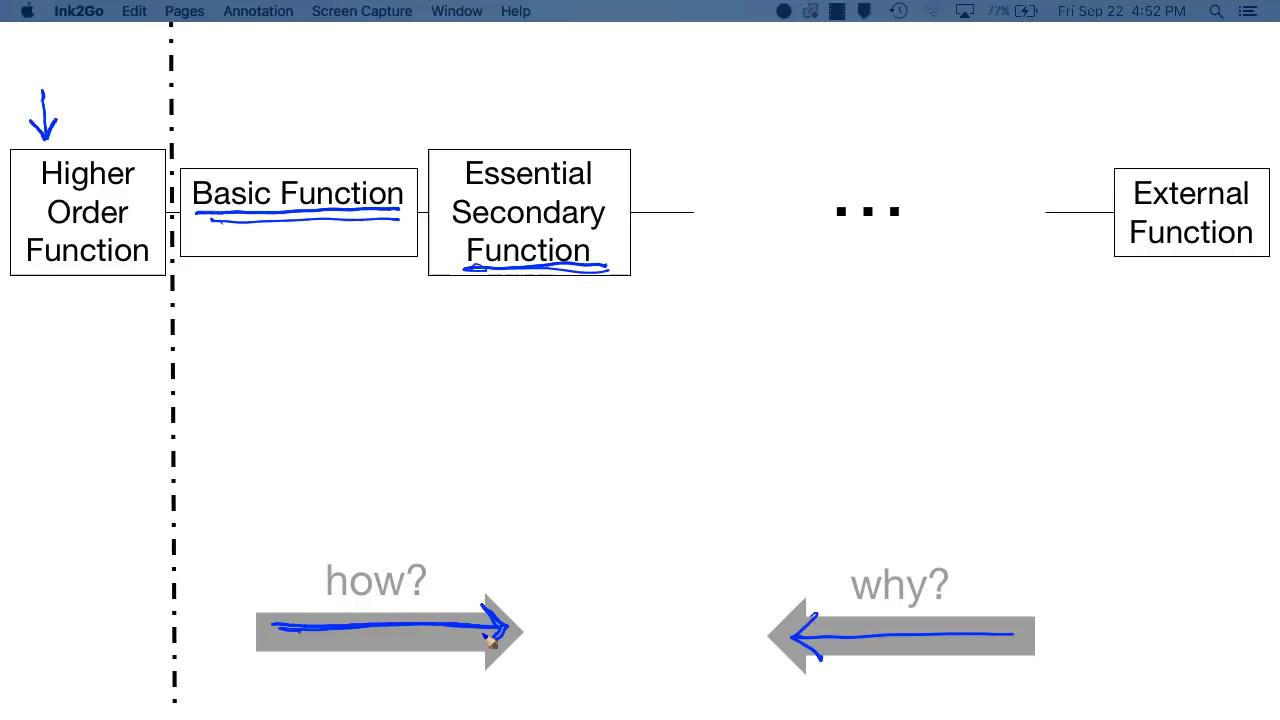 Ink2Go Edit Pages Annotation Screen Capture Window Help 77% Fri Sep 22 4:52 PM
Higher
Order
Function
Basic Function
Essential
Secondary
Function
...
External
Function
how?
why?